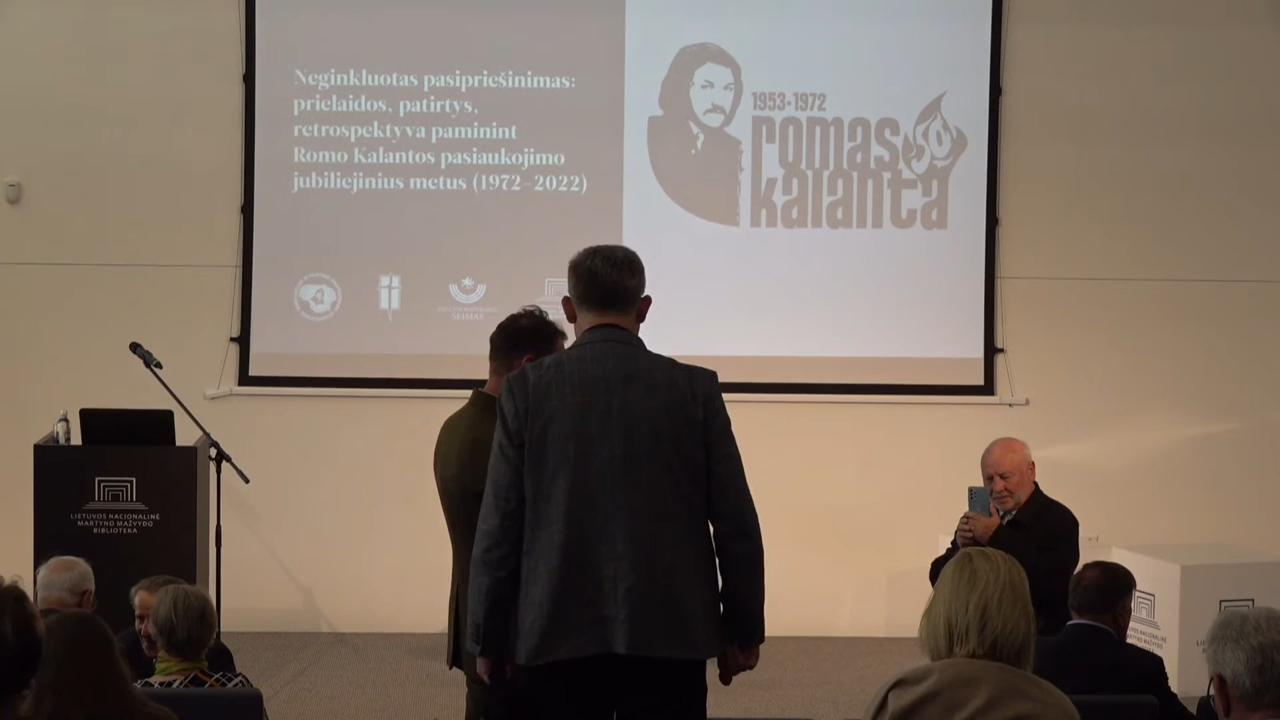 Neginkluotas pasipriešinimas:
prielaidos, patirtys,
retrospektyva paminint
Romo Kalantos pasiaukojimo
jubiliejinius metus (1972–2022)
1953-1972
romas
kalanta
50
SEIMAS
LIETUVOS NACIONALINĖ
MARTYNO MAŽVYDO
BIBLIOTEKA